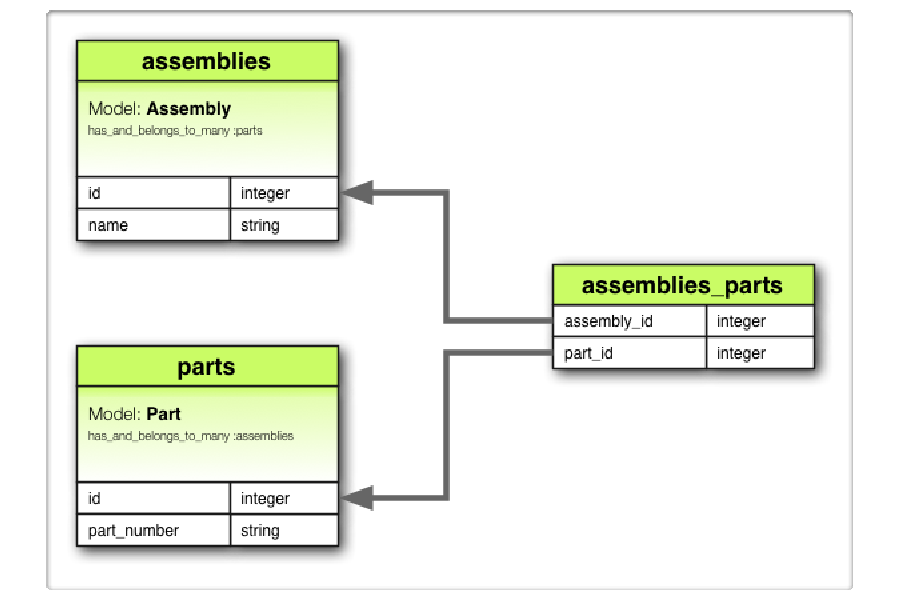 assemblies
Model: Assembly
has_and_belongs_to_many :parts
id integer
name string
assemblies_parts
assembly_id integer
part_id integer
parts
Model: Part
has_and_belongs_to_many :assemblies
id integer
part_number string